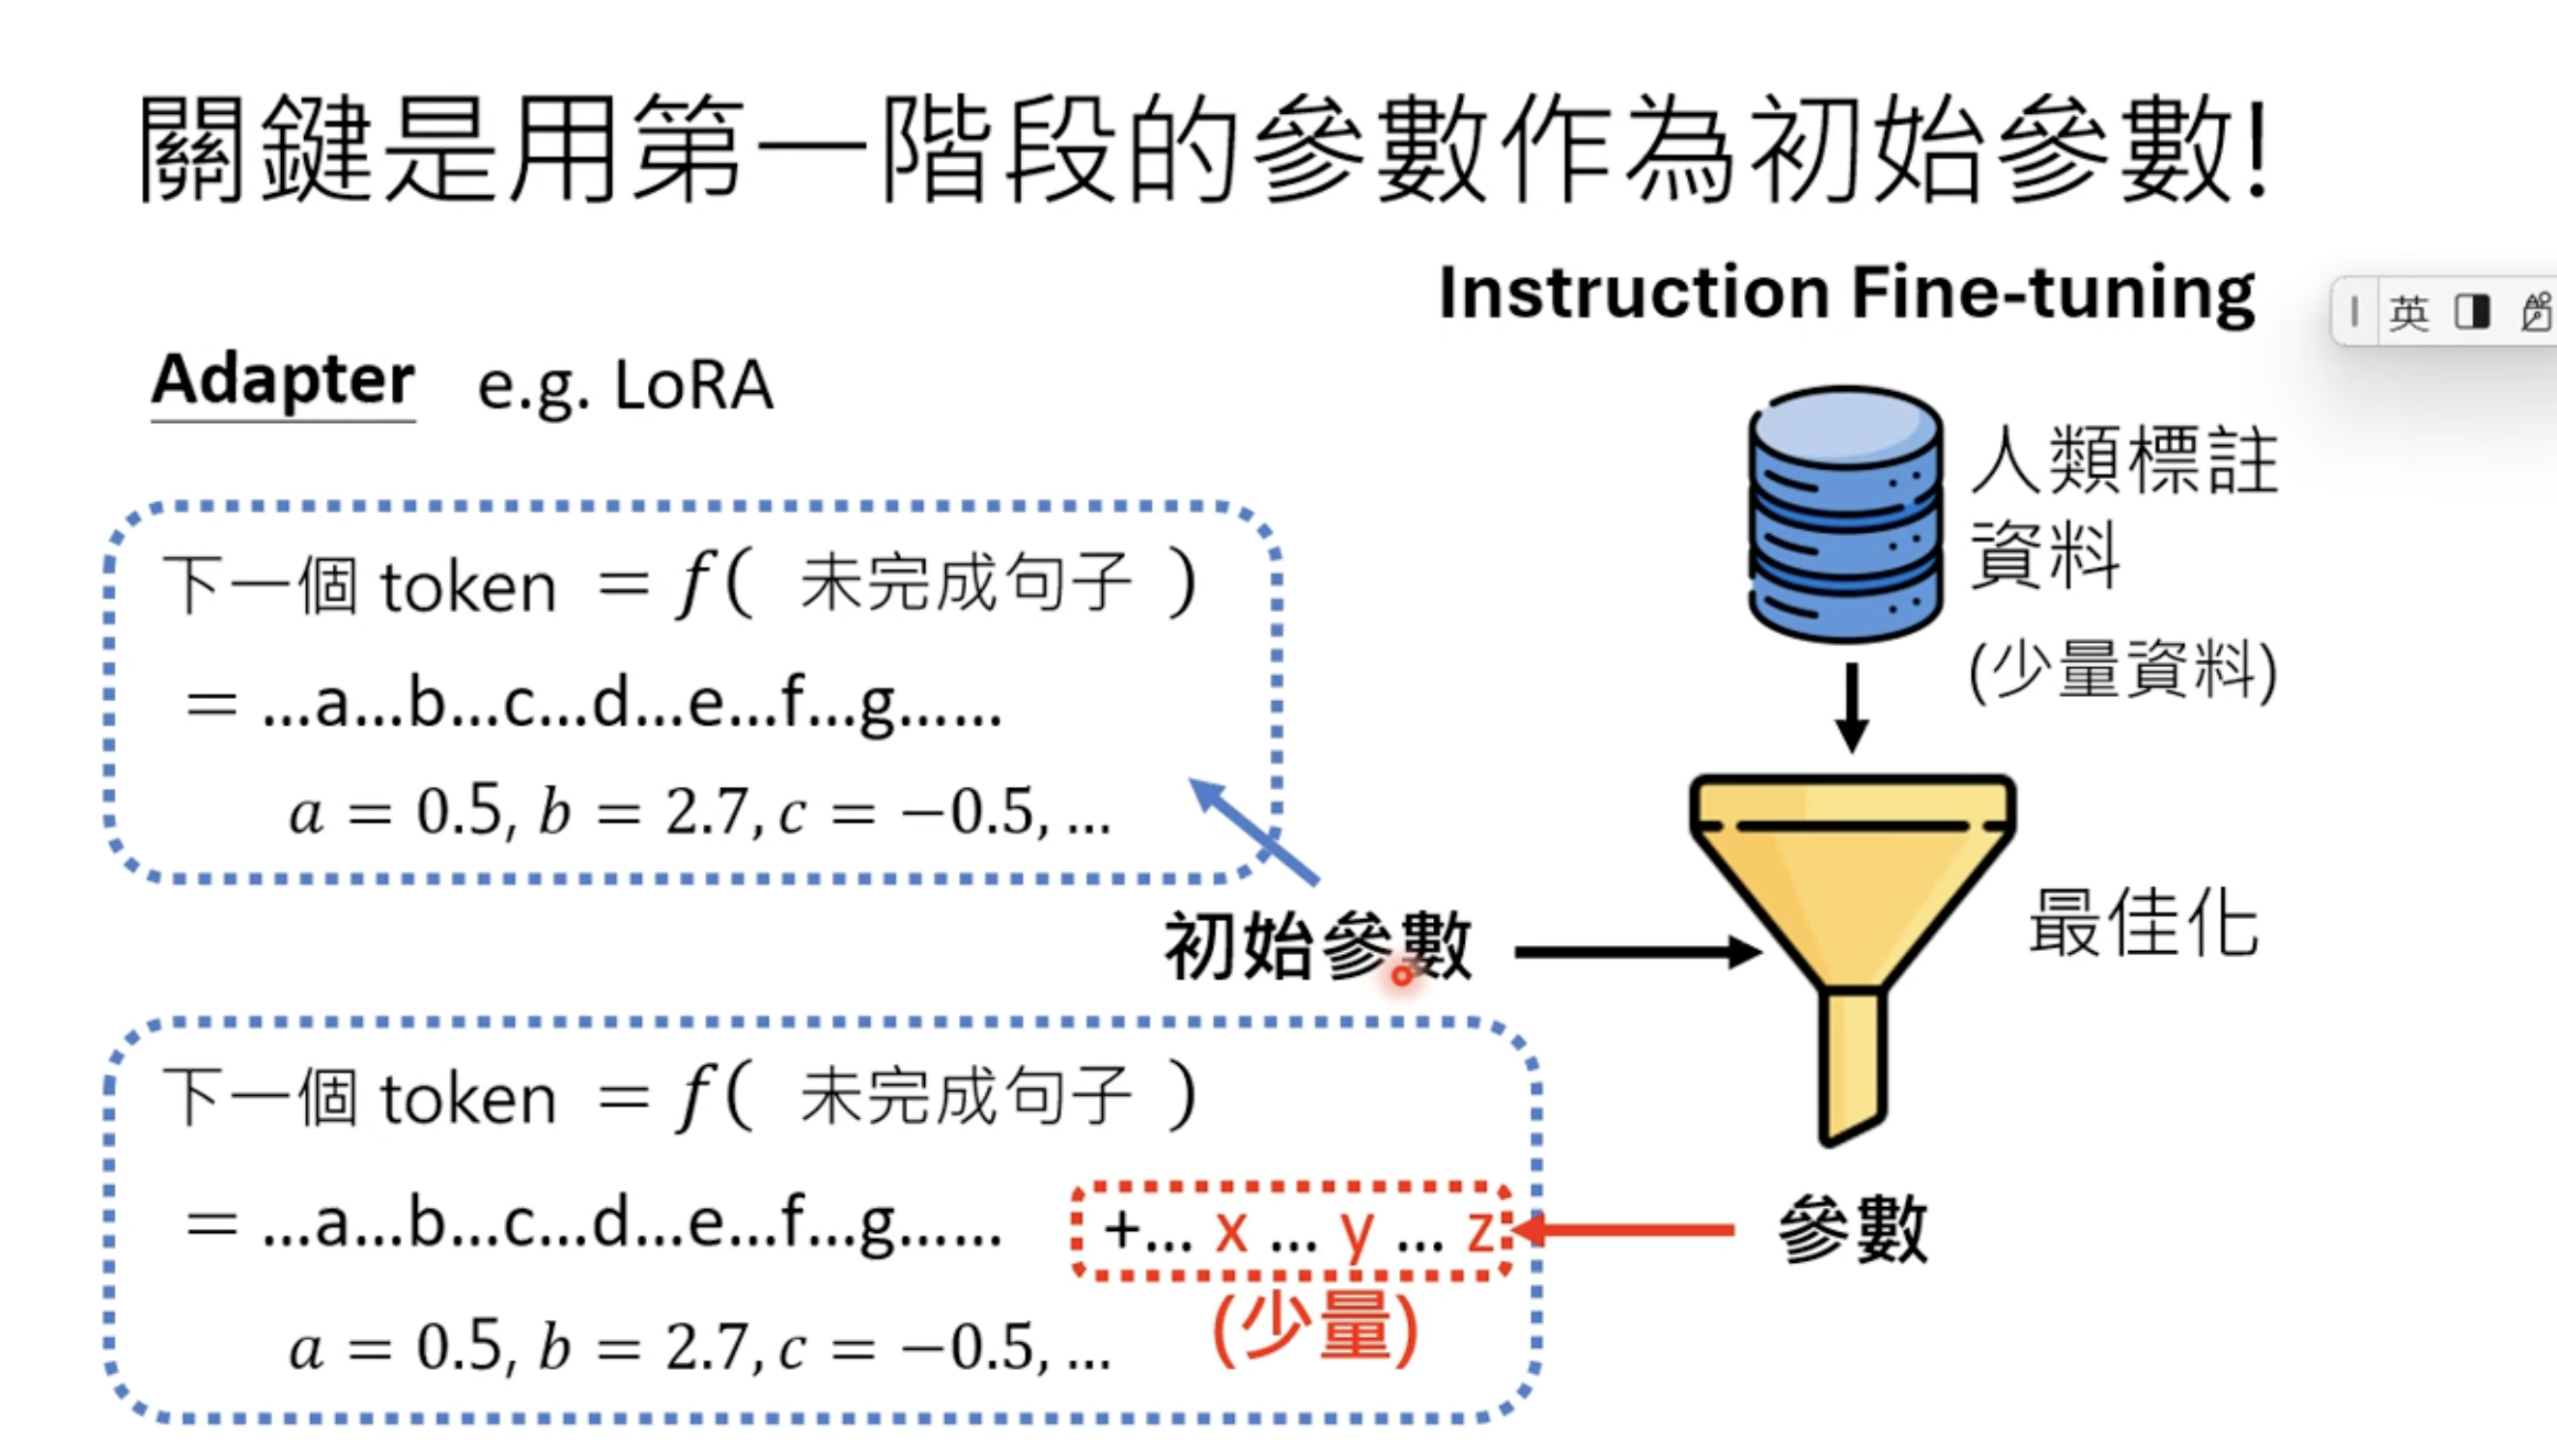 關鍵是用第一階段的參數作為初始參數!
Instruction Fine-tuning
英
Adapter e.g. LoRA
人類標註
資料
(少量資料)
下一個 token = f( 未完成句子 )
= ...a...b...c...d...e...f...g......
a = 0.5, b = 2.7, c = −0.5, ...
初始參數
最佳化
下一個 token = f( 未完成句子 )
= ...a...b...c...d...e...f...g...... +... x ... y ... z
參數
(少量)
a = 0.5, b = 2.7, c = −0.5, ...